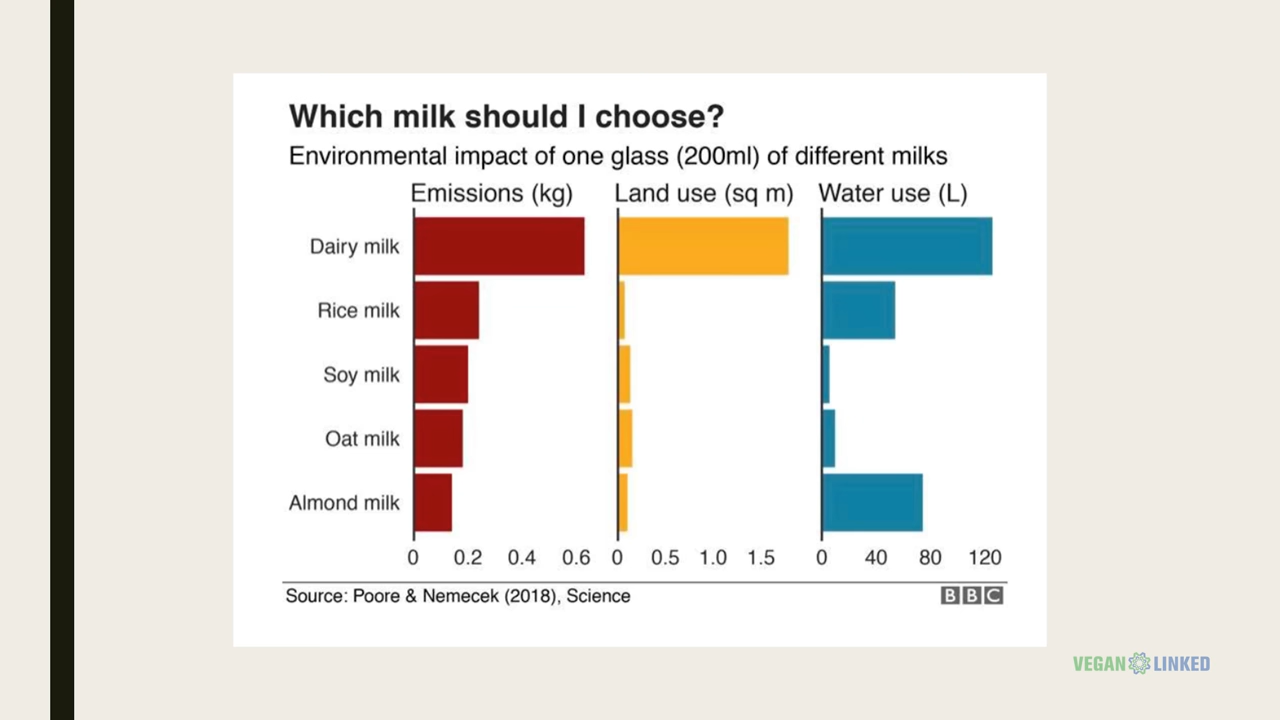 Which milk should I choose?
Environmental impact of one glass (200ml) of different milks
Emissions (kg) Land use (sq m) Water use (L)
Dairy milk
Rice milk
Soy milk
Oat milk
Almond milk
0 0.2 0.4 0.6 0 0.5 1.0 1.5 0 40 80 120
Source: Poore & Nemecek (2018), Science BBC
VEGAN LINKED